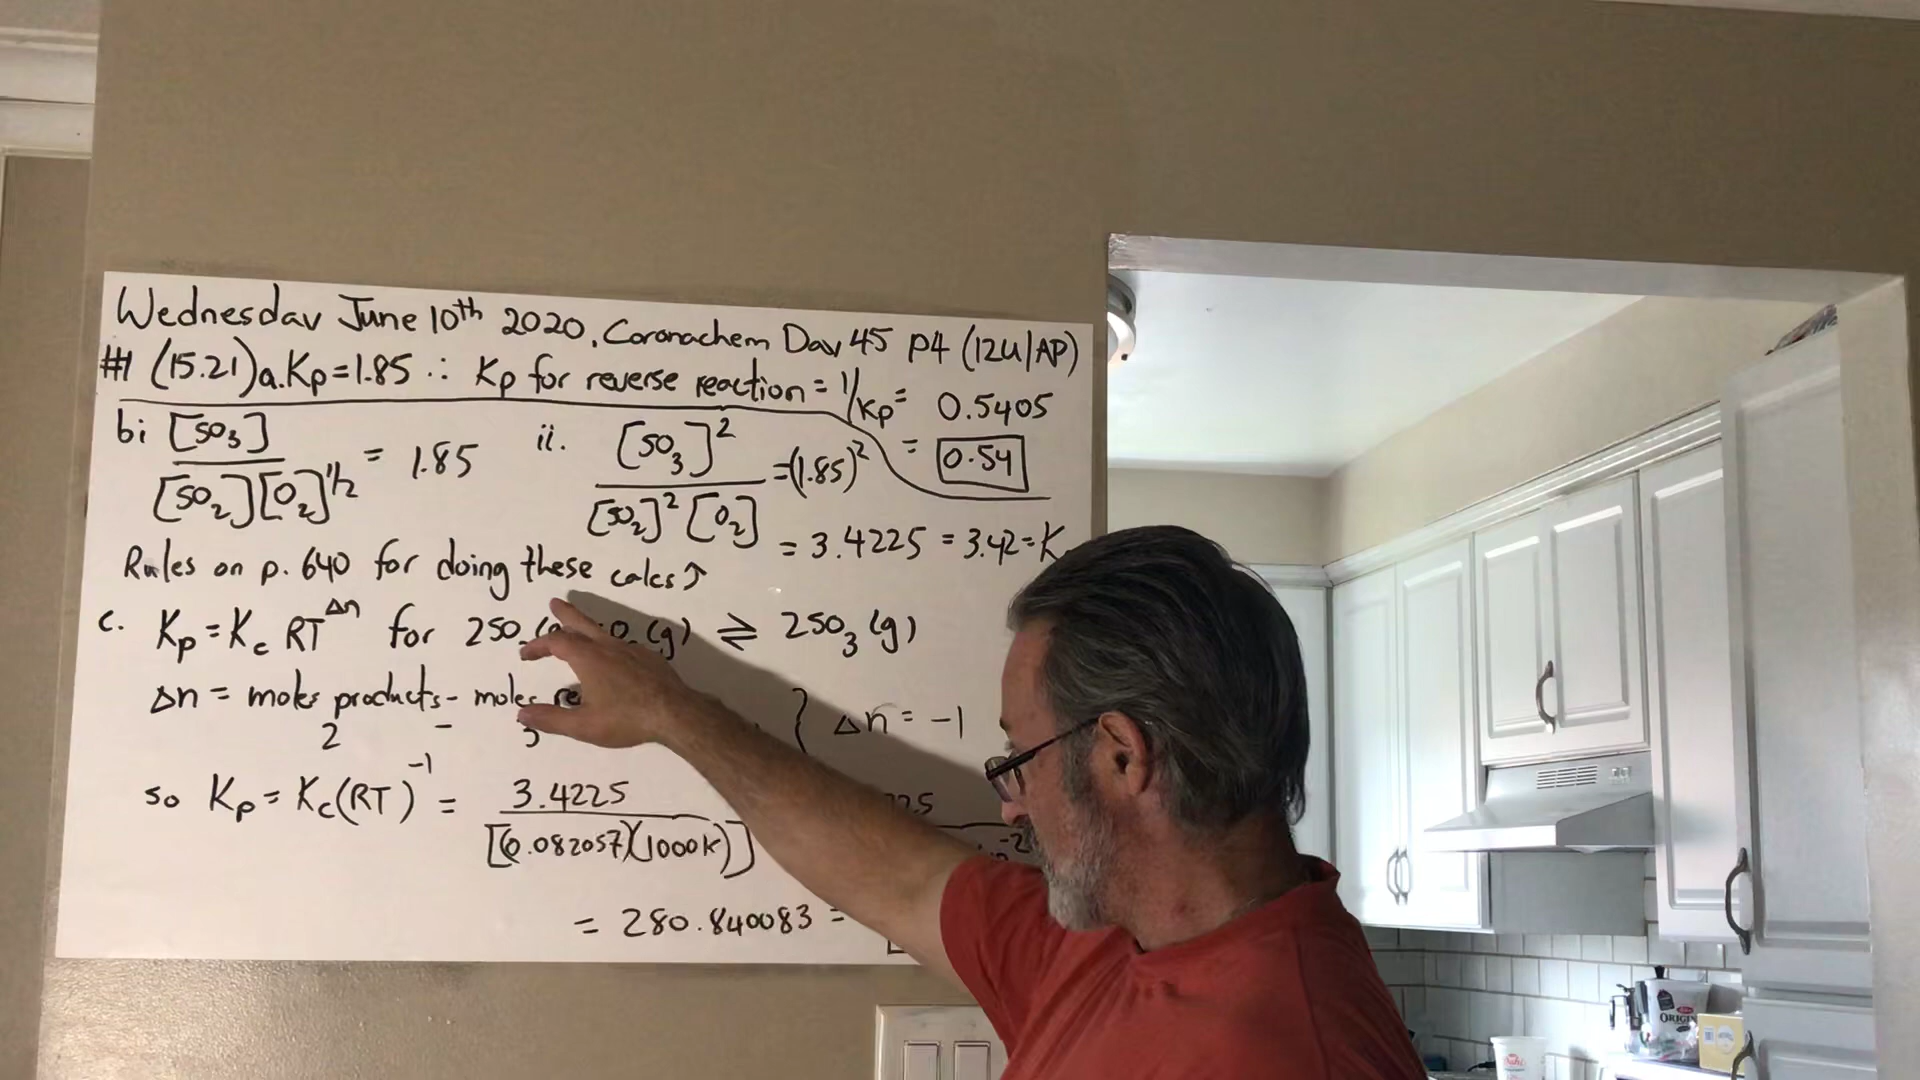 Wednesday June 10th 2020, Coronachem Day 45 p4 (12U/AP)
#1 (15.21) a. Kp = 1.85 ∴ Kp for reverse reaction = 1/Kp = 0.5405
= 0.54
bi [SO3] / [SO2][O2]^1/2 = 1.85
ii. [SO3]^2 / [SO2]^2 [O2] = (1.85)^2
= 3.4225 = 3.42 = K
Rules on p. 640 for doing these calcs ↑
c. Kp = Kc RT^Δn for 2SO (g) ⇌ 2SO3 (g)
Δn = moles products - moles re
2 - 3
Δn = -1
so Kp = Kc(RT)^-1 = 3.4225 / [(0.082057)(1000K)]
= 280.840083 =
ORIGI